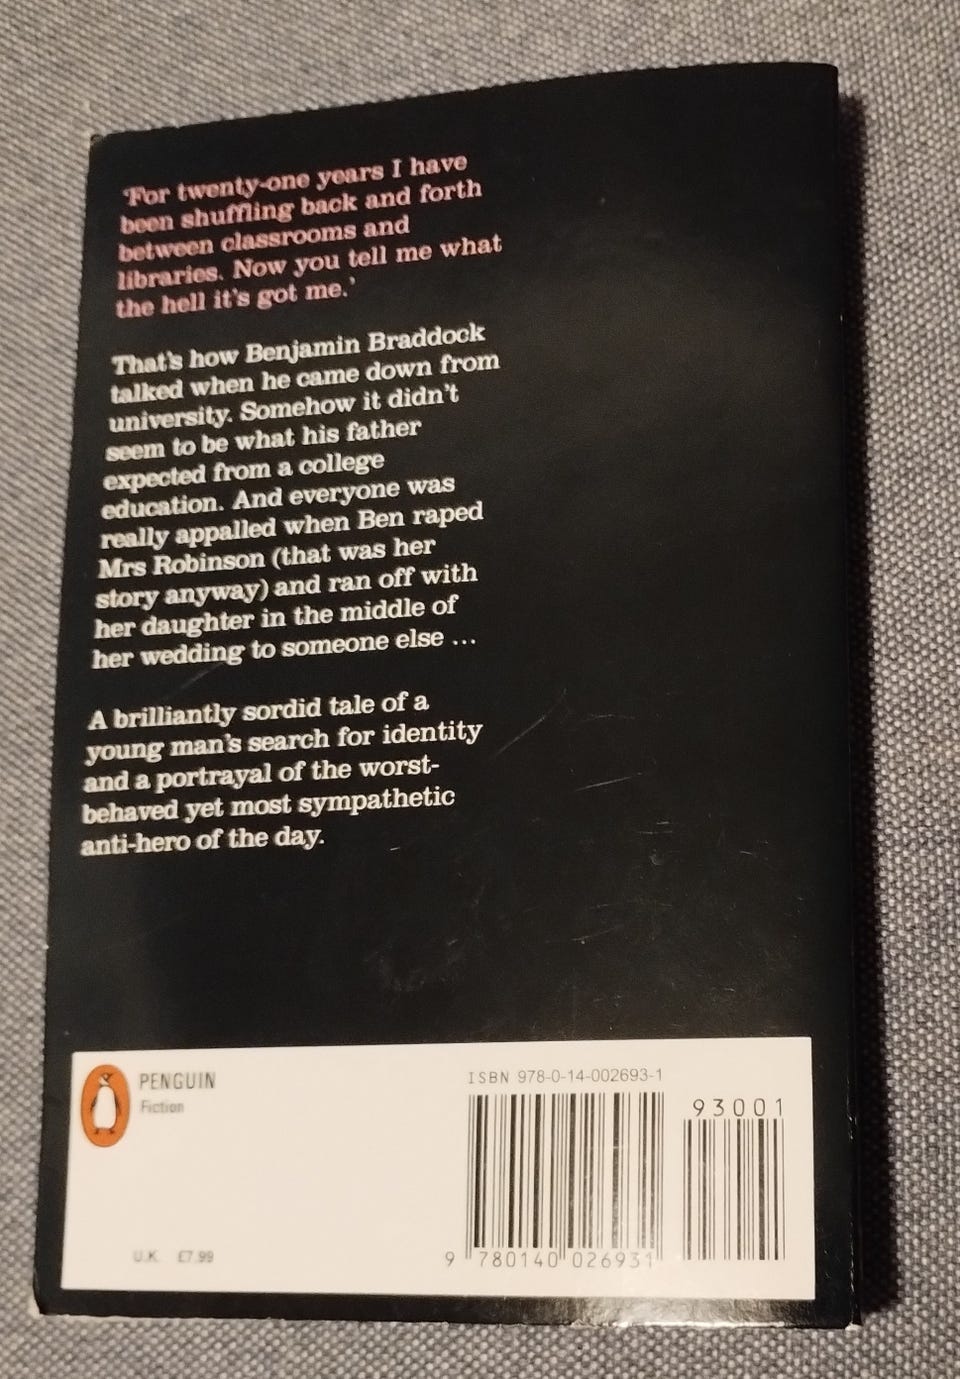 ‘For twenty-one years I have
been shuffling back and forth
between classrooms and
libraries. Now you tell me what
the hell it's got me.’
That's how Benjamin Braddock
talked when he came down from
university. Somehow it didn't
seem to be what his father
expected from a college
education. And everyone was
really appalled when Ben raped
Mrs Robinson (that was her
story anyway) and ran off with
her daughter in the middle of
her wedding to someone else ...
A brilliantly sordid tale of a
young man's search for identity
and a portrayal of the worst-
behaved yet most sympathetic
anti-hero of the day.
PENGUIN
Fiction
U.K. £7.99
ISBN 978-0-14-002693-1
93001
9 780140 026931